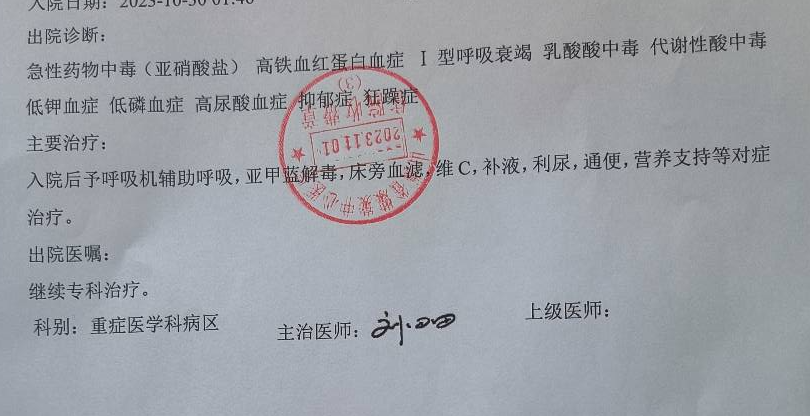 入院日期：2023-10-30 01:46
出院诊断：
急性药物中毒（亚硝酸盐） 高铁血红蛋白血症 Ⅰ 型呼吸衰竭 乳酸酸中毒 代谢性酸中毒
低钾血症 低磷血症 高尿酸血症 抑郁症 狂躁症
主要治疗：
入院后予呼吸机辅助呼吸，亚甲蓝解毒，床旁血滤，维 C，补液，利尿，通便，营养支持等对症
治疗。
出院医嘱：
继续专科治疗。
科别：重症医学科病区
主治医师：
上级医师：
2023.11.01
(3)